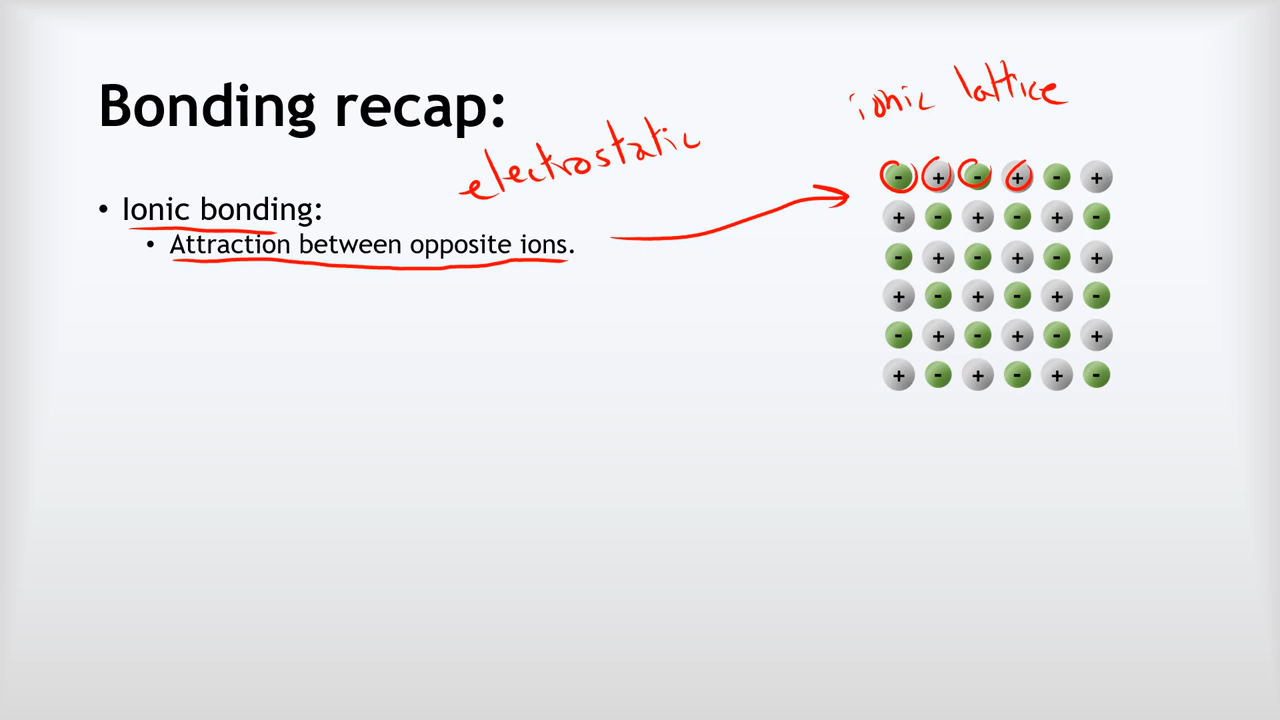 Bonding recap:
ionic lattice
electrostatic
• Ionic bonding:
• Attraction between opposite ions.
- + - + - +
+ - + - + -
- + - + - +
+ - + - + -
- + - + - +
+ - + - + -